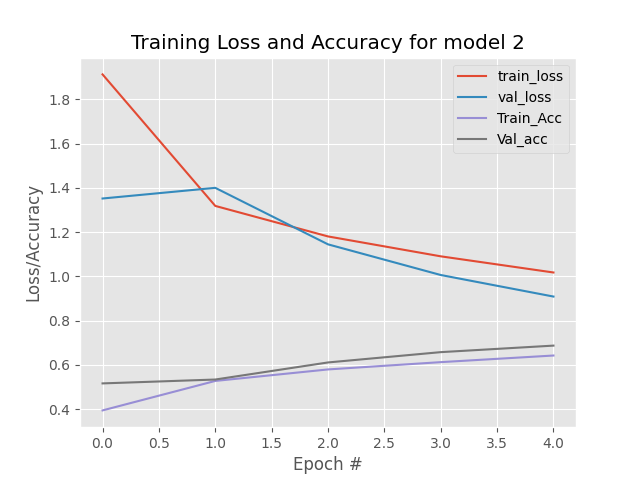 Training Loss and Accuracy for model 2
train_loss
val_loss
Train_Acc
Val_acc
Loss/Accuracy
1.8
1.6
1.4
1.2
1.0
0.8
0.6
0.4
0.0 0.5 1.0 1.5 2.0 2.5 3.0 3.5 4.0
Epoch #